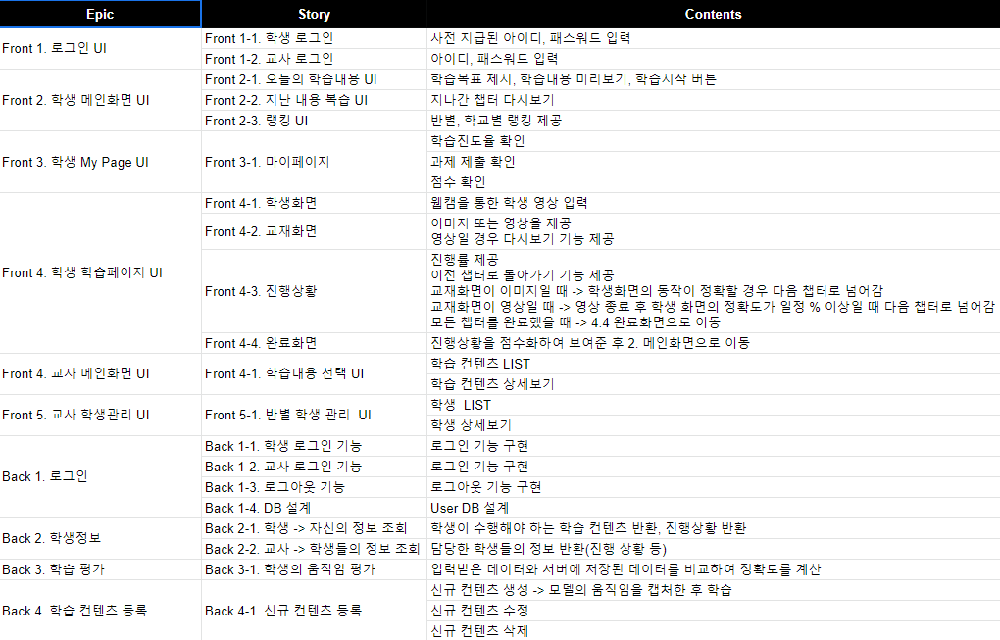 Epic Story Contents
Front 1. 로그인 UI
Front 1-1. 학생 로그인
사전 지급된 아이디, 패스워드 입력
Front 1-2. 교사 로그인
아이디, 패스워드 입력
Front 2. 학생 메인화면 UI
Front 2-1. 오늘의 학습내용 UI
학습목표 제시, 학습내용 미리보기, 학습시작 버튼
Front 2-2. 지난 내용 복습 UI
지나간 챕터 다시보기
Front 2-3. 랭킹 UI
반별, 학교별 랭킹 제공
Front 3. 학생 My Page UI
Front 3-1. 마이페이지
학습진도율 확인
과제 제출 확인
점수 확인
Front 4. 학생 학습페이지 UI
Front 4-1. 학생화면
웹캠을 통한 학생 영상 입력
Front 4-2. 교재화면
이미지 또는 영상을 제공
영상일 경우 다시보기 기능 제공
Front 4-3. 진행상황
진행률 제공
이전 챕터로 돌아가기 기능 제공
교재화면이 이미지일 때 -> 학생화면의 동작이 정확할 경우 다음 챕터로 넘어감
교재화면이 영상일 때 -> 영상 종료 후 학생 화면의 정확도가 일정 % 이상일 때 다음 챕터로 넘어감
모든 챕터를 완료했을 때 -> 4.4 완료화면으로 이동
Front 4-4. 완료화면
진행상황을 점수화하여 보여준 후 2. 메인화면으로 이동
Front 4. 교사 메인화면 UI
Front 4-1. 학습내용 선택 UI
학습 컨텐츠 LIST
학습 컨텐츠 상세보기
Front 5. 교사 학생관리 UI
Front 5-1. 반별 학생 관리  UI
학생  LIST
학생 상세보기
Back 1. 로그인
Back 1-1. 학생 로그인 기능
로그인 기능 구현
Back 1-2. 교사 로그인 기능
로그인 기능 구현
Back 1-3. 로그아웃 기능
로그아웃 기능 구현
Back 1-4. DB 설계
User DB 설계
Back 2. 학생정보
Back 2-1. 학생 -> 자신의 정보 조회
학생이 수행해야 하는 학습 컨텐츠 반환, 진행상황 반환
Back 2-2. 교사 -> 학생들의 정보 조회
담당한 학생들의 정보 반환(진행 상황 등)
Back 3. 학습 평가
Back 3-1. 학생의 움직임 평가
입력받은 데이터와 서버에 저장된 데이터를 비교하여 정확도를 계산
Back 4. 학습 컨텐츠 등록
Back 4-1. 신규 컨텐츠 등록
신규 컨텐츠 생성 -> 모델의 움직임을 캡처한 후 학습
신규 컨텐츠 수정
신규 컨텐츠 삭제